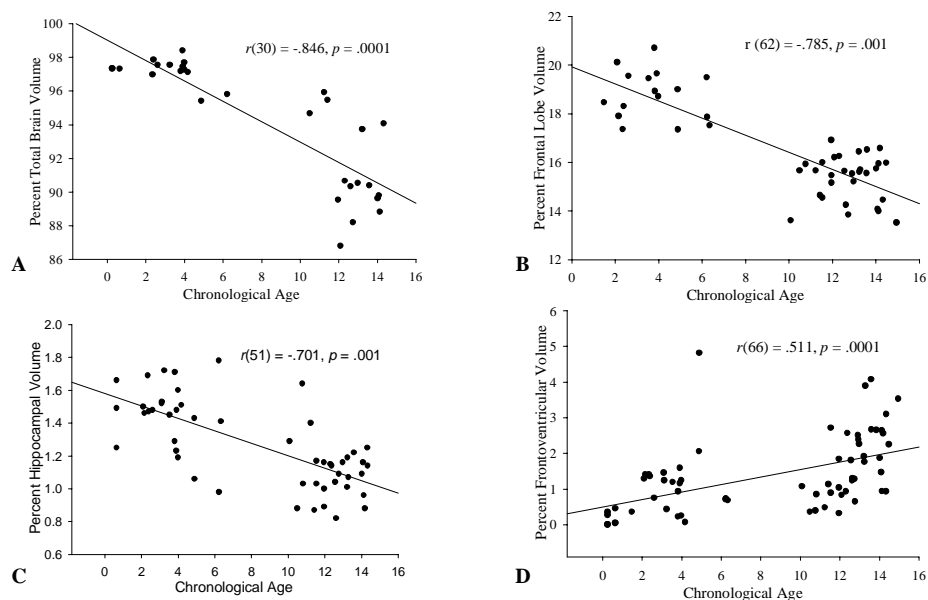 100
98
96
94
92
90
88
86
Percent Total Brain Volume
r(30) = -.846, p = .0001
0 2 4 6 8 10 12 14 16
Chronological Age
A
22
20
18
16
14
12
Percent Frontal Lobe Volume
r (62) = -.785, p = .001
0 2 4 6 8 10 12 14 16
Chronological Age
B
2.0
1.8
1.6
1.4
1.2
1.0
0.8
0.6
Percent Hippocampal Volume
r(51) = -.701, p = .001
0 2 4 6 8 10 12 14 16
Chronological Age
C
6
5
4
3
2
1
0
Percent Frontoventricular Volume
r(66) = .511, p = .0001
0 2 4 6 8 10 12 14 16
Chronological Age
D